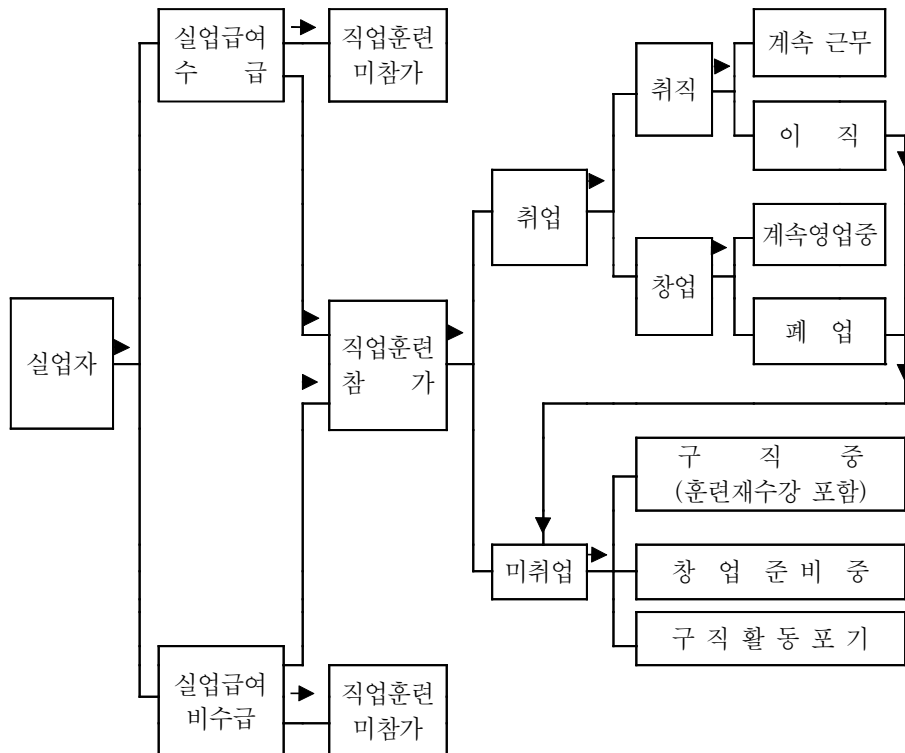 실업급여
수 급
직업훈련
미참가
취직
계속 근무
이 직
취업
계속영업중
창업
폐 업
실업자
직업훈련
참 가
구 직 중
(훈련재수강 포함)
미취업
창 업 준 비 중
구 직 활 동 포 기
실업급여
비수급
직업훈련
미참가